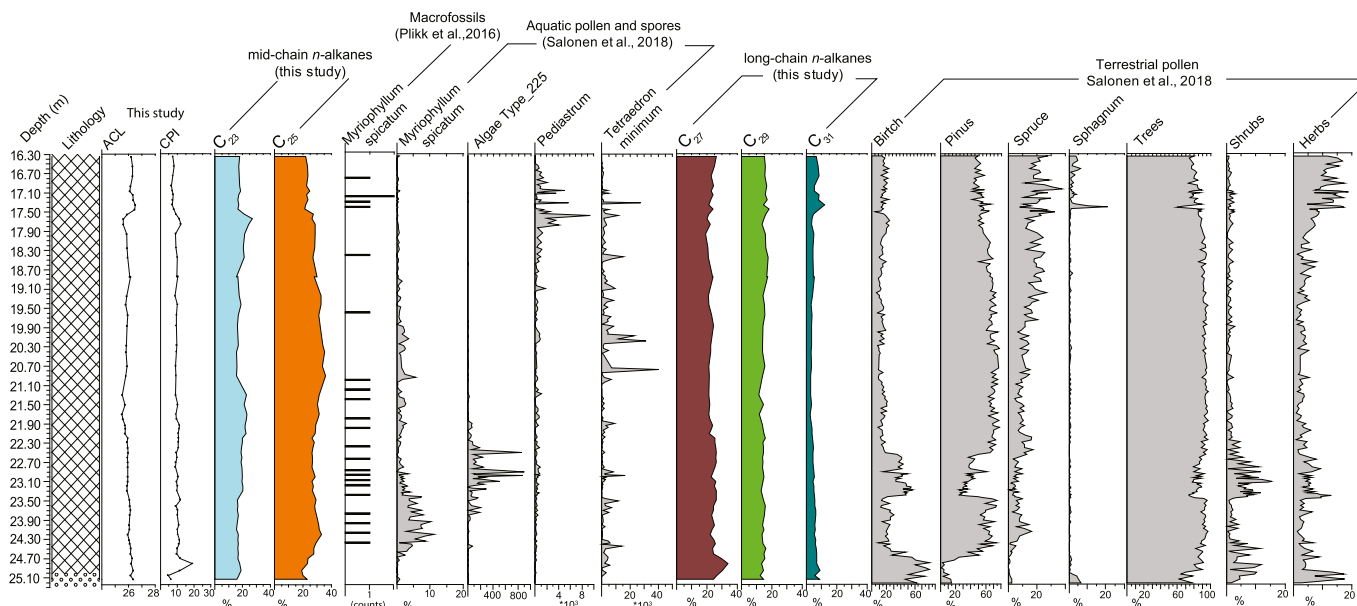 Macrofossils
(Plikk et al.,2016)
Aquatic pollen and spores
(Salonen et al., 2018)
mid-chain n-alkanes
(this study)
long-chain n-alkanes
(this study)
Terrestrial pollen
Salonen et al., 2018
This study
Depth (m)
Lithology
ACL
CPI
C23
C25
Myriophyllum
spicatum
Myriophyllum
spicatum
Algae Type_225
Pediastrum
Tetraedron
minimum
C27
C29
C31
Birtch
Pinus
Spruce
Sphagnum
Trees
Shrubs
Herbs
16.30
16.70
17.10
17.50
17.90
18.30
18.70
19.10
19.50
19.90
20.30
20.70
21.10
21.50
21.90
22.30
22.70
23.10
23.50
23.90
24.30
24.70
25.10
26 28
10 20 30
20 40
20 40
1
10 20
400 800
4 8
20 40
20 40
20 40
20 40
20 60
20 60
20
20
20 60 100
10 20
10 20
% % (counts) % *10³ *10³ % % % % % % % % % %